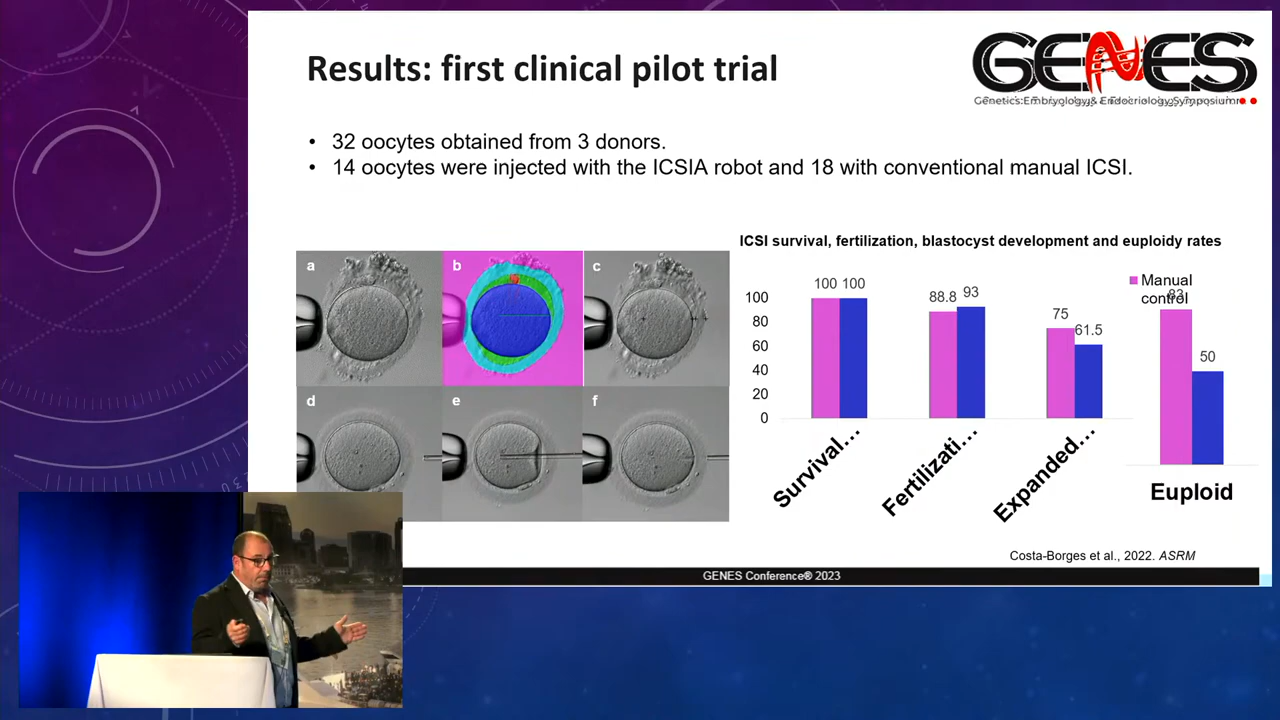 Results: first clinical pilot trial
GENES
Genetics Embryology & Endocriology Symposium
• 32 oocytes obtained from 3 donors.
• 14 oocytes were injected with the ICSIA robot and 18 with conventional manual ICSI.
a
b
c
d
e
f
ICSI survival, fertilization, blastocyst development and euploidy rates
Manual
control
100
80
60
40
20
0
100 100
88.8 93
75
61.5
50
Survival...
Fertilizati...
Expanded...
Euploid
Costa-Borges et al., 2022. ASRM
GENES Conference® 2023